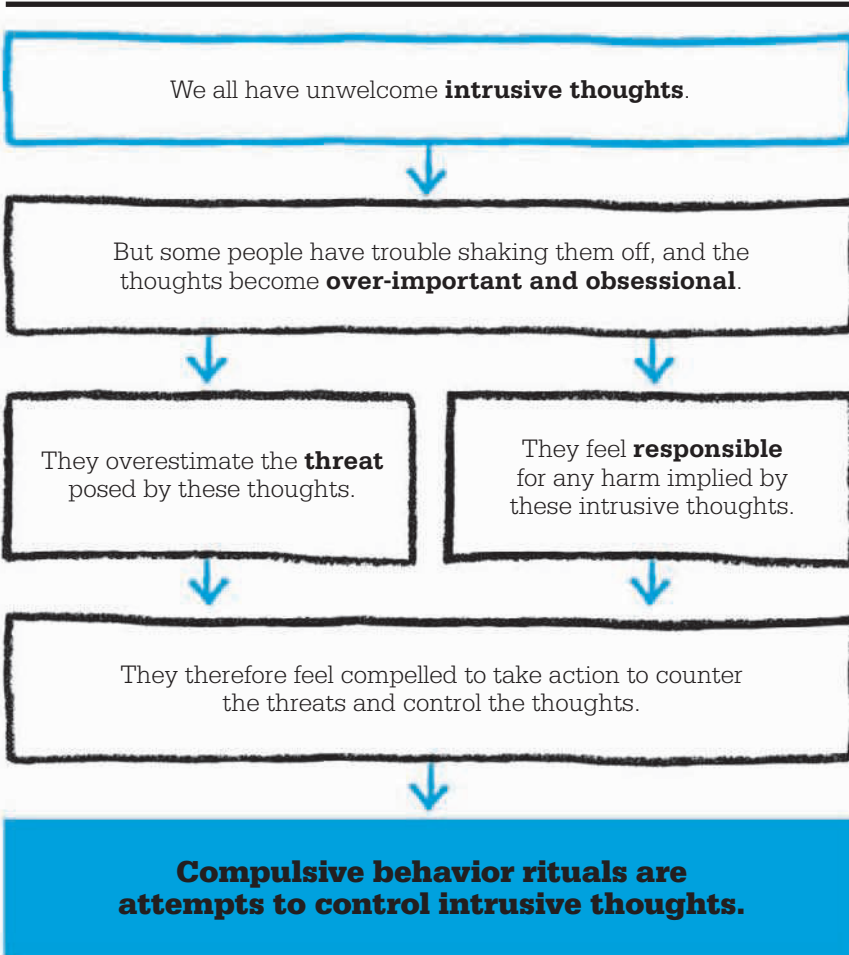 We all have unwelcome intrusive thoughts.
But some people have trouble shaking them off, and the
thoughts become over-important and obsessional.
They overestimate the threat
posed by these thoughts.
They feel responsible
for any harm implied by
these intrusive thoughts.
They therefore feel compelled to take action to counter
the threats and control the thoughts.
Compulsive behavior rituals are
attempts to control intrusive thoughts.